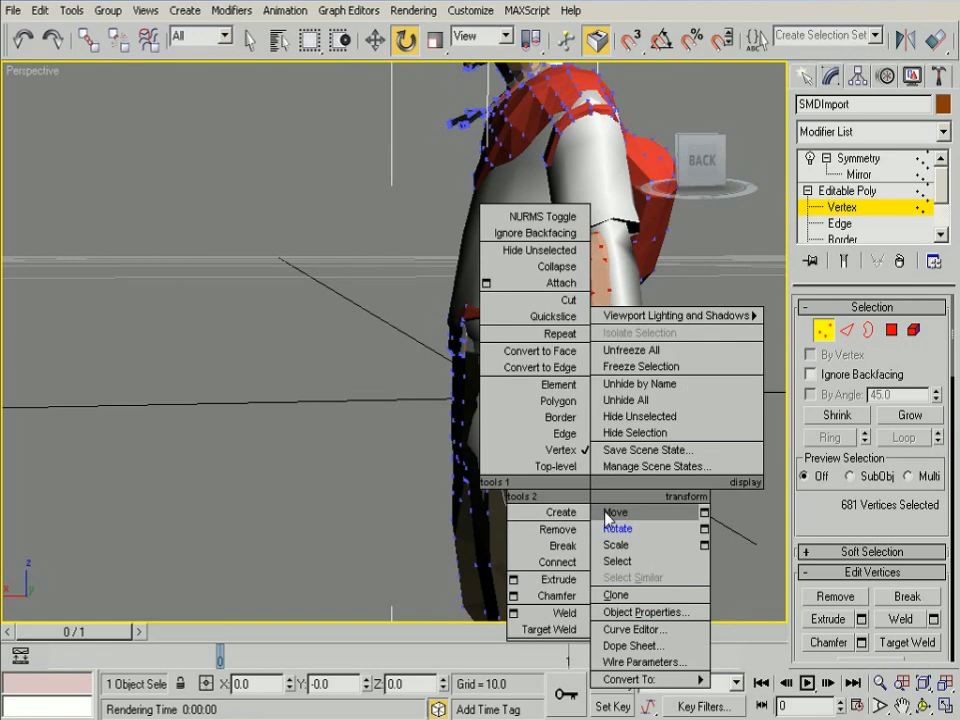 File Edit Tools Group Views Create Modifiers Animation Graph Editors Rendering Customize MAXScript Help
All View 3 % ABC Create Selection Set
Perspective
BACK
SMDImport
Modifier List
Symmetry
Mirror
Editable Poly
Vertex
Edge
Border
NURMS Toggle
Ignore Backfacing
Hide Unselected
Collapse
Attach
Cut
Quickslice
Repeat
Convert to Face
Convert to Edge
Element
Polygon
Border
Edge
Vertex
Top-level
tools 1
Viewport Lighting and Shadows
Isolate Selection
Unfreeze All
Freeze Selection
Unhide by Name
Unhide All
Hide Unselected
Hide Selection
Save Scene State...
Manage Scene States...
display
tools 2
Create
Remove
Break
Connect
Extrude
Chamfer
Weld
Target Weld
transform
Move
Rotate
Scale
Select
Select Similar
Clone
Object Properties...
Curve Editor...
Dope Sheet...
Wire Parameters...
Convert To:
- Selection
By Vertex
Ignore Backfacing
By Angle: 45.0
Shrink Grow
Ring Loop
Preview Selection
Off SubObj Multi
681 Vertices Selected
+ Soft Selection
- Edit Vertices
Remove Break
Extrude Weld
Chamfer Target Weld
z
x y
< 0 / 1 >
0 1
1 Object Sele X: 0.0 Y: -0.0 Z: 0.0 Grid = 10.0
Rendering Time 0:00:00 Add Time Tag
Set Key Key Filters... 0